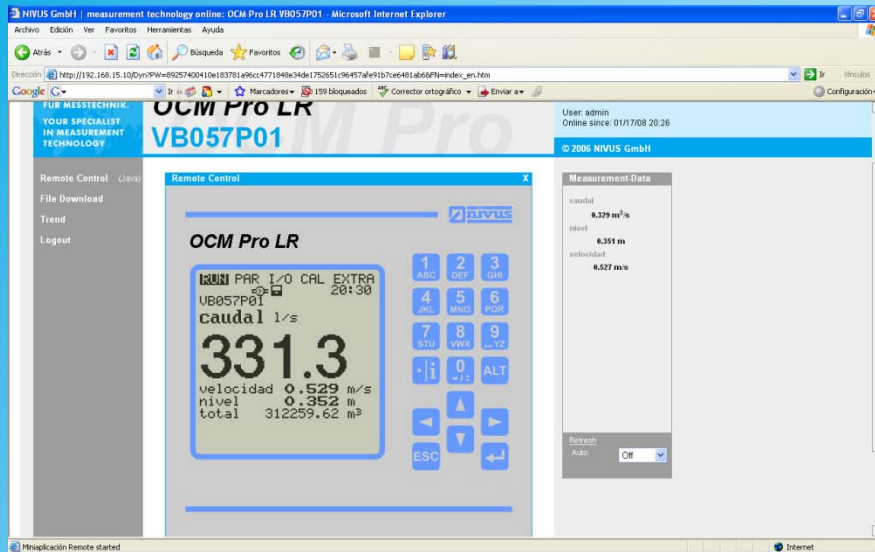 NIVUS GmbH | measurement technology online: OCM Pro LR VB057P01 - Microsoft Internet Explorer
Archivo Edición Ver Favoritos Herramientas Ayuda
Atrás Búsqueda Favoritos
Dirección http://192.168.15.10/Dyn?PW=89257400410e183781a96cc4771848e34de1752651c96457afe91b7ce6481ab6&FN=index_en.htm Ir Vínculos
Google G Ir Marcadores 159 bloqueados Corrector ortográfico Enviar a Configuración
FÜR MESSTECHNIK.
YOUR SPECIALIST
IN MEASUREMENT
TECHNOLOGY
OCM Pro LR
VB057P01
OCM Pro
User: admin
Online since: 01/17/08 20:26
© 2006 NIVUS GmbH
Remote Control (Java)
File Download
Trend
Logout
Remote Control X
nivus
OCM Pro LR
RUN PAR I/O CAL EXTRA
20:30
VB057P01
caudal l/s
331.3
velocidad 0.529 m/s
nivel 0.352 m
total 312259.62 m³
1 ABC 2 DEF 3 GHI
4 JKL 5 MNO 6 PQR
7 STU 8 VWX 9 _YZ
·|i 0 -/: ALT
ESC
Measurement-Data
caudal
0.329 m³/s
nivel
0.351 m
velocidad
0.527 m/s
Refresh
Auto: Off
Miniaplicación Remote started Internet